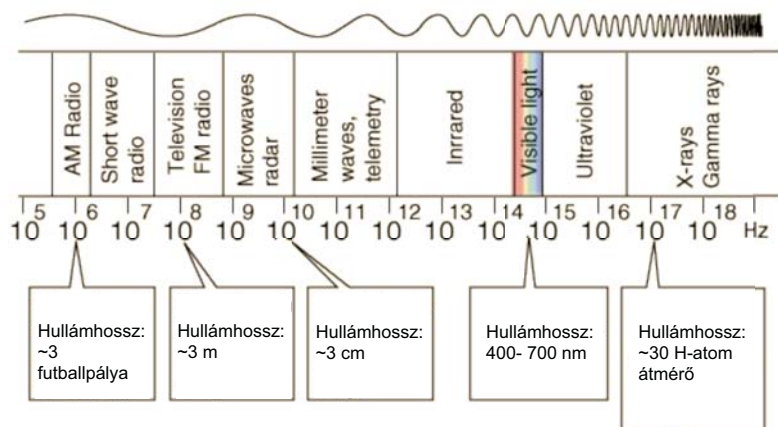 AM Radio
Short wave
radio
Television
FM radio
Microwaves
radar
Millimeter
waves,
telemetry
Inrrared
Visible light
Ultraviolet
X-rays
Gamma rays
10^5 10^6 10^7 10^8 10^9 10^10 10^11 10^12 10^13 10^14 10^15 10^16 10^17 10^18 Hz
Hullámhossz:
~3
futballpálya
Hullámhossz:
~3 m
Hullámhossz:
~3 cm
Hullámhossz:
400- 700 nm
Hullámhossz:
~30 H-atom
átmérő